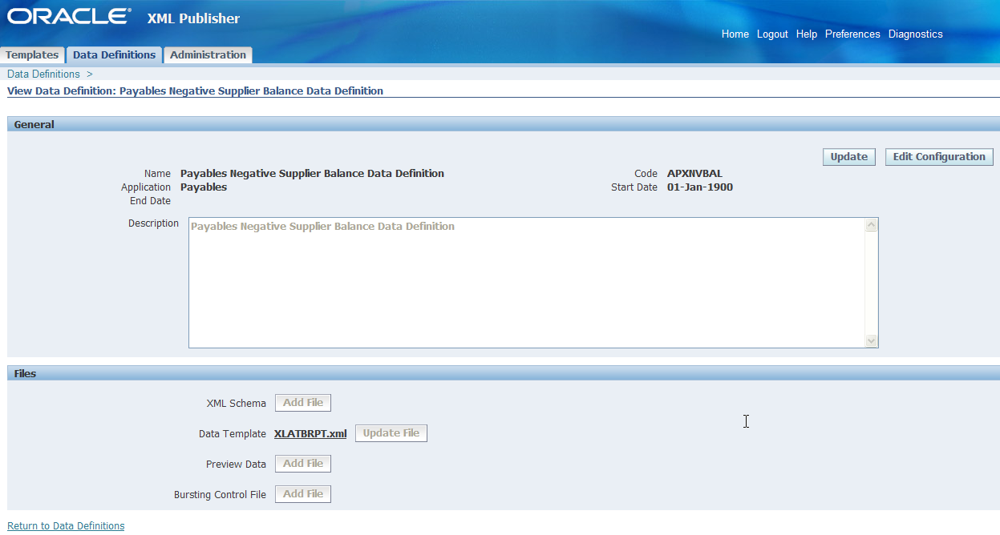 ORACLE® XML Publisher
Home Logout Help Preferences Diagnostics
Templates Data Definitions Administration
Data Definitions >
View Data Definition: Payables Negative Supplier Balance Data Definition
General
Update Edit Configuration
Name Payables Negative Supplier Balance Data Definition Code APXNVBAL
Application Payables Start Date 01-Jan-1900
End Date
Description Payables Negative Supplier Balance Data Definition
Files
XML Schema Add File
Data Template XLATBRPT.xml Update File
Preview Data Add File
Bursting Control File Add File
Return to Data Definitions